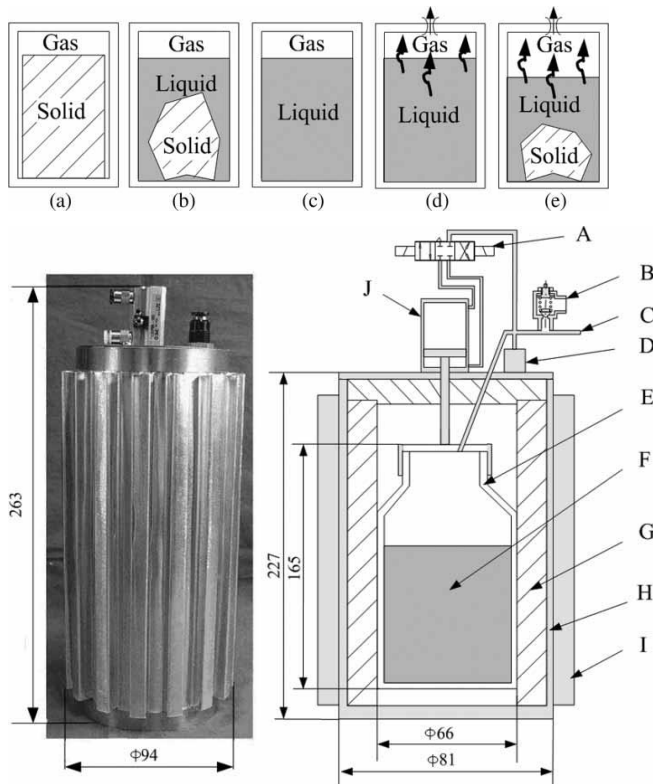 Gas
Solid
(a)
Gas
Liquid
Solid
(b)
Gas
Liquid
(c)
Gas
Liquid
(d)
Gas
Liquid
Solid
(e)
263
Φ94
A
B
C
D
E
F
G
H
I
J
227
165
Φ66
Φ81